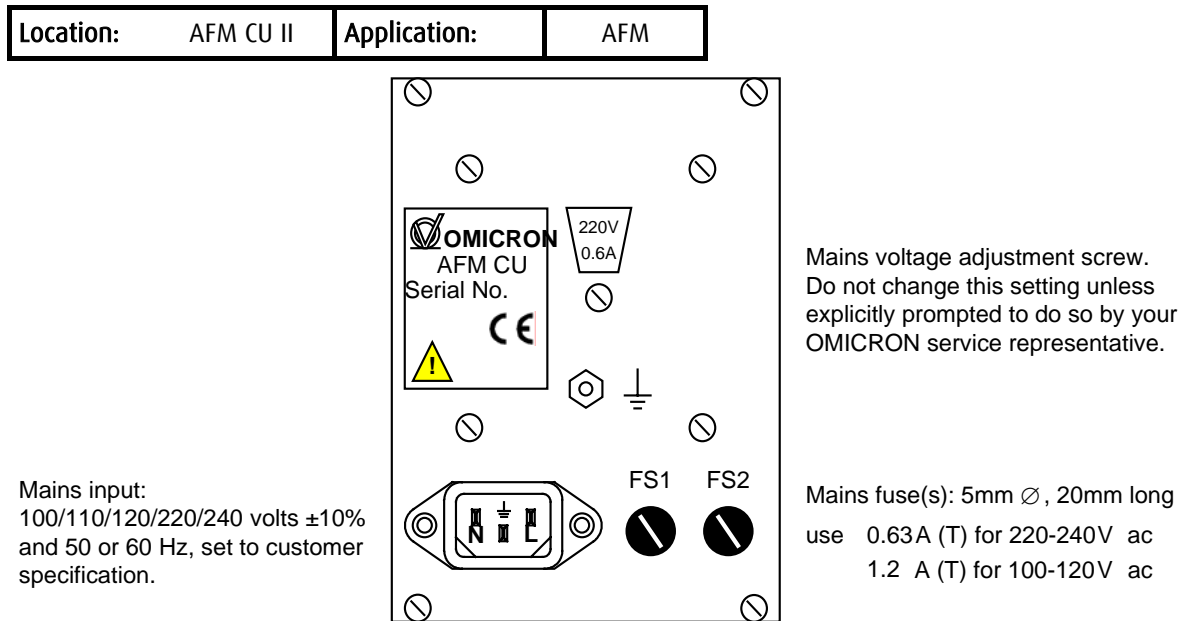 Location: AFM CU II Application: AFM
220V
0.6A
OMICRON
AFM CU
Serial No.
CE
!
Mains voltage adjustment screw.
Do not change this setting unless
explicitly prompted to do so by your
OMICRON service representative.
Mains input:
100/110/120/220/240 volts ±10%
and 50 or 60 Hz, set to customer
specification.
N L
FS1 FS2
Mains fuse(s): 5mm ∅, 20mm long
use 0.63A (T) for 220-240V ac
1.2 A (T) for 100-120V ac